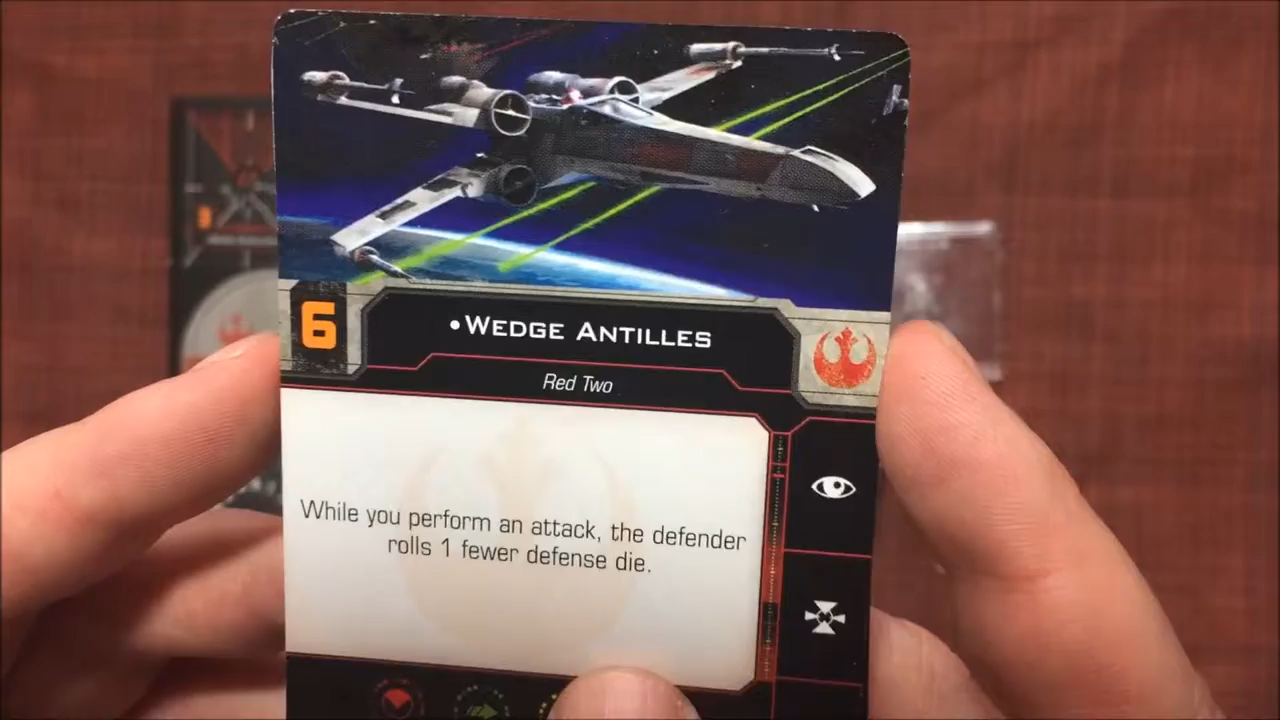 6
•WEDGE ANTILLES
Red Two
While you perform an attack, the defender
rolls 1 fewer defense die.